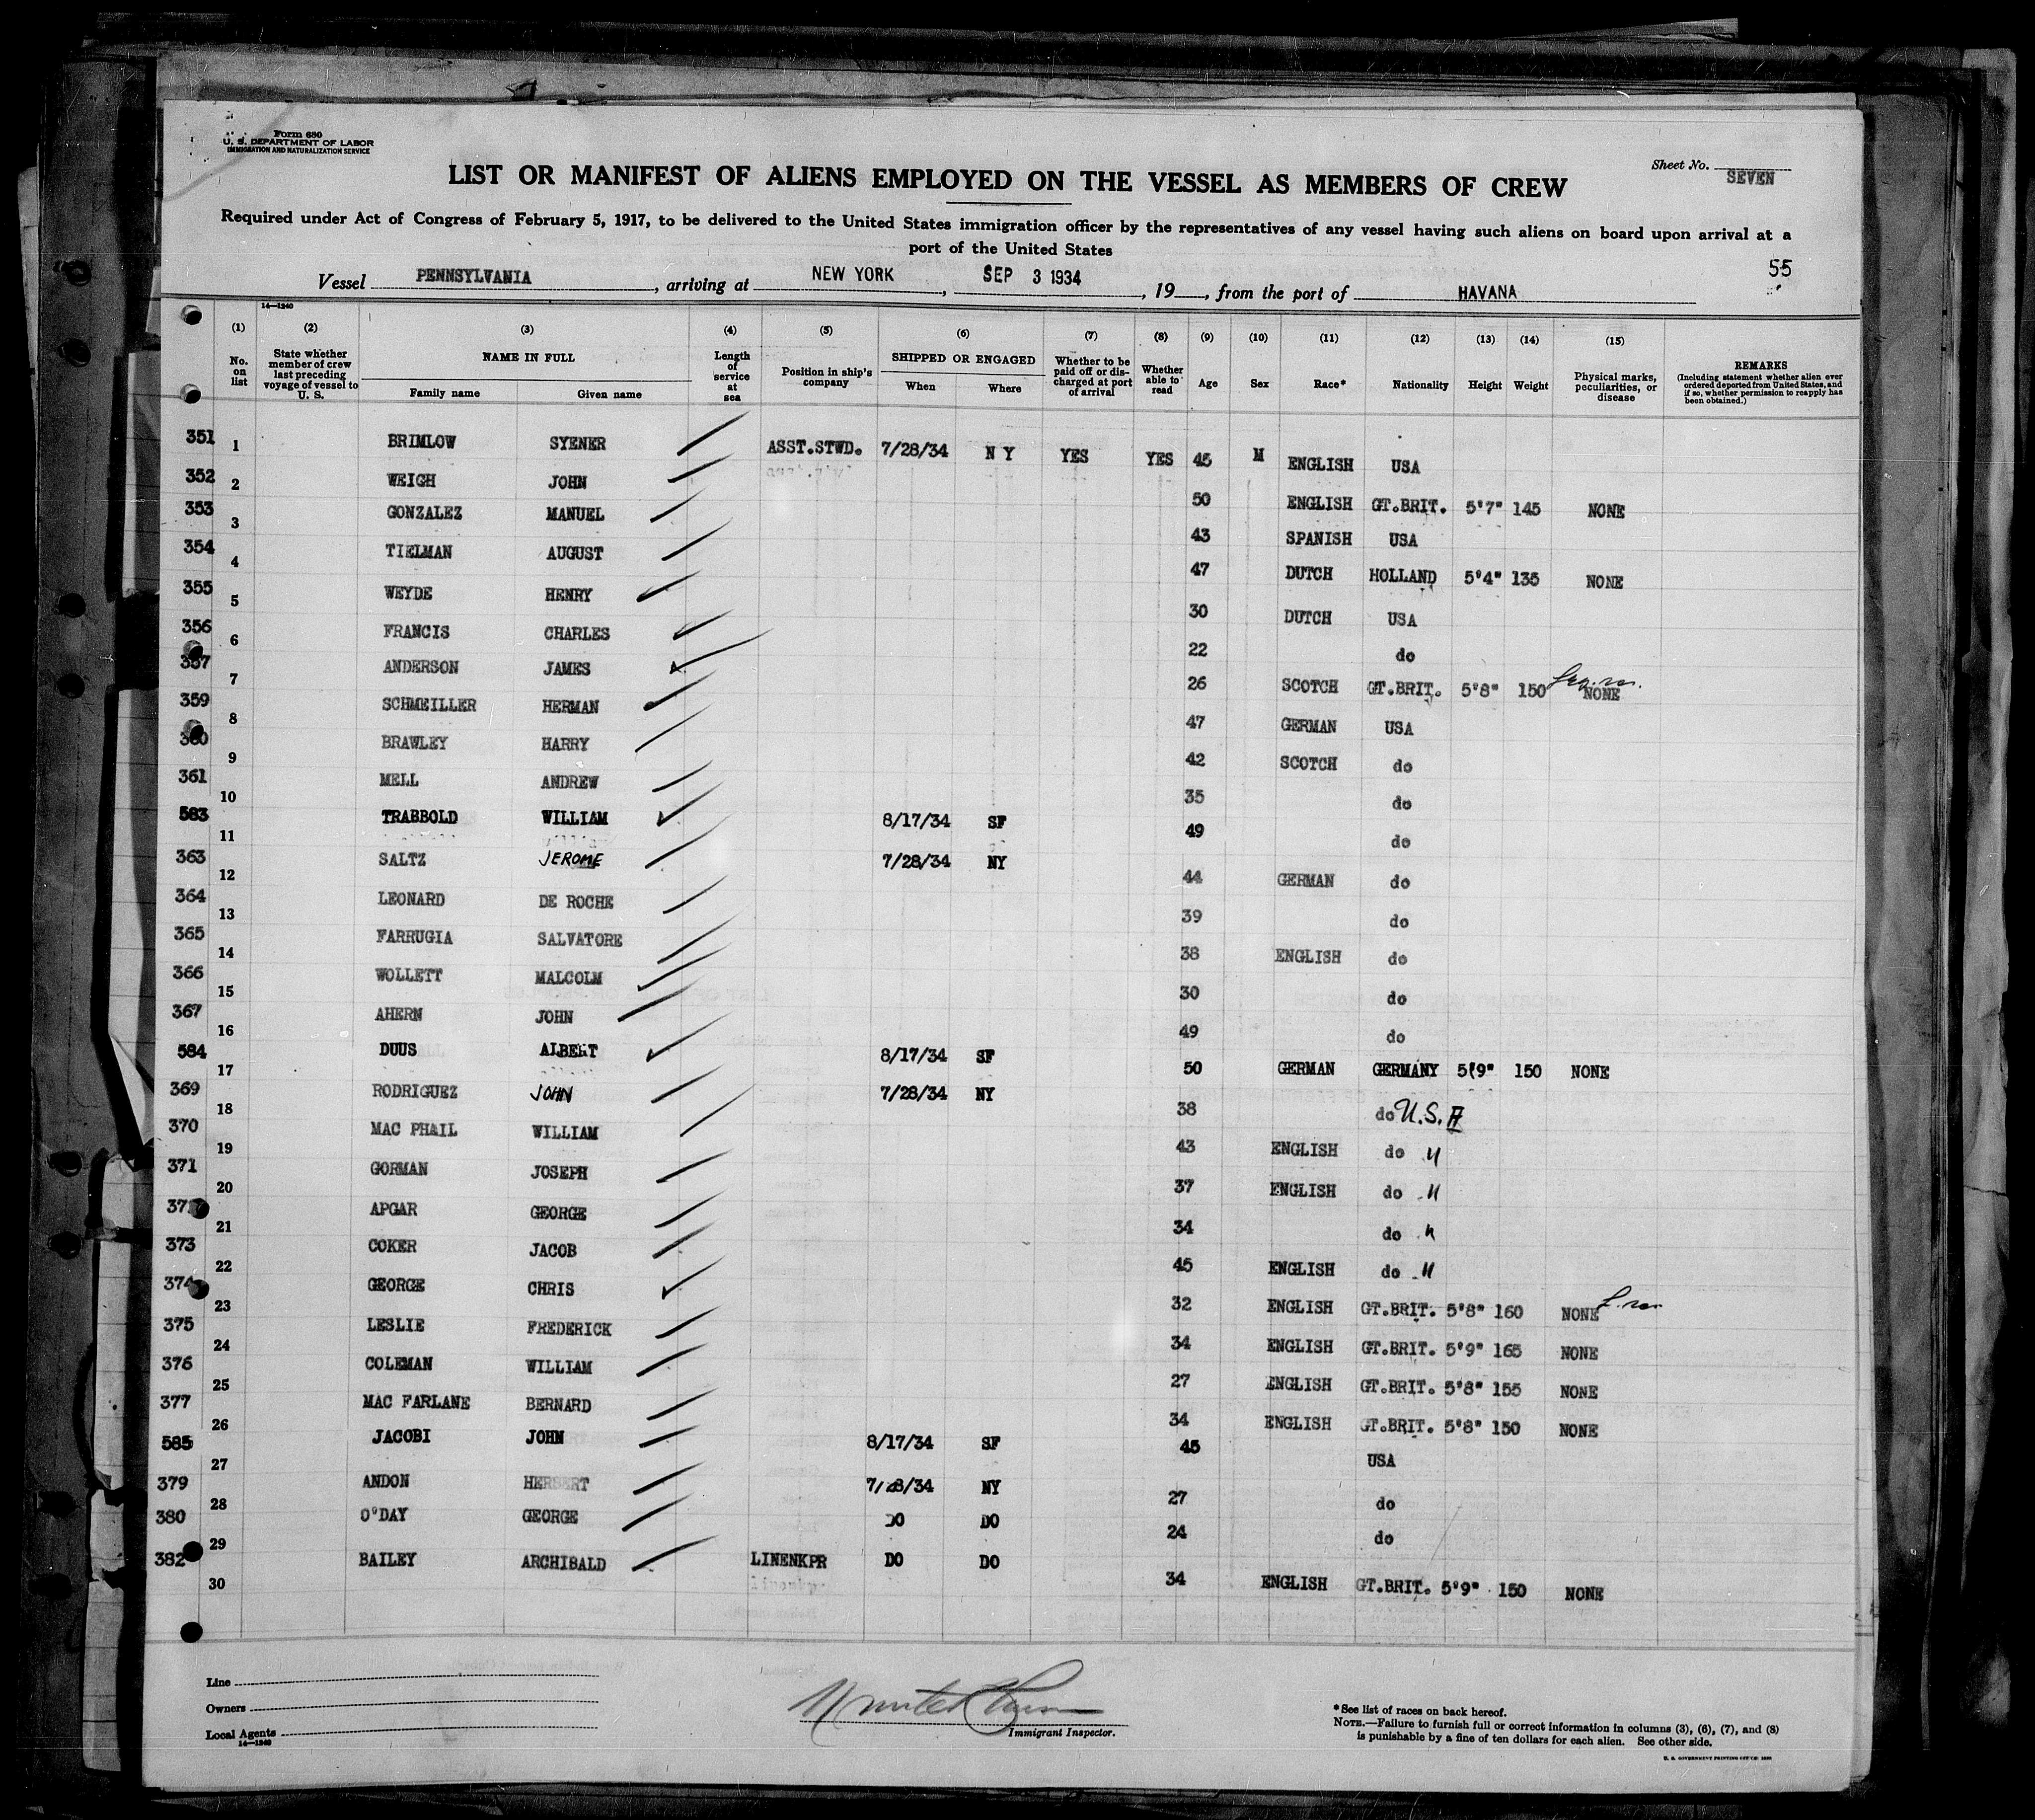 Form 680
U. S. DEPARTMENT OF LABOR
IMMIGRATION AND NATURALIZATION SERVICE
Sheet No. SEVEN
LIST OR MANIFEST OF ALIENS EMPLOYED ON THE VESSEL AS MEMBERS OF CREW
Required under Act of Congress of February 5, 1917, to be delivered to the United States immigration officer by the representatives of any vessel having such aliens on board upon arrival at a
port of the United States
55
Vessel PENNSYLVANIA, arriving at NEW YORK, SEP 3 1934, 19, from the port of HAVANA
14—1240
(1) (2) (3) (4) (5) (6) (7) (8) (9) (10) (11) (12) (13) (14) (15)
No. on list
State whether member of crew last preceding voyage of vessel to U. S.
NAME IN FULL
Family name Given name
Length of service at sea
Position in ship's company
SHIPPED OR ENGAGED
When Where
Whether to be paid off or discharged at port of arrival
Whether able to read
Age Sex Race* Nationality Height Weight
Physical marks, peculiarities, or disease
REMARKS
(Including statement whether alien ever ordered deported from United States, and if so, whether permission to reapply has been obtained.)
351 1 BRIMLOW SYENER ASST.STWD. 7/28/34 N Y YES YES 45 M ENGLISH USA
352 2 WEIGH JOHN 50 ENGLISH GT.BRIT. 5'7" 145 NONE
353 3 GONZALEZ MANUEL 43 SPANISH USA
354 4 TIELMAN AUGUST 47 DUTCH HOLLAND 5'4" 135 NONE
355 5 WEYDE HENRY 30 DUTCH USA
356 6 FRANCIS CHARLES 22 do
357 7 ANDERSON JAMES 26 SCOTCH GT.BRIT. 5'8" 150 NONE
359 8 SCHMEILLER HERMAN 47 GERMAN USA
360 9 BRAWLEY HARRY 42 SCOTCH do
361 10 MELL ANDREW 35 do
583 11 TRABBOLD WILLIAM 8/17/34 SF 49 do
363 12 SALTZ JEROME 7/28/34 NY 44 GERMAN do
364 13 LEONARD DE ROCHE 39 do
365 14 FARRUGIA SALVATORE 38 ENGLISH do
366 15 WOLLETT MALCOLM 30 do
367 16 AHERN JOHN 49 do
584 17 DUUS ALBERT 8/17/34 SF 50 GERMAN GERMANY 5'9" 150 NONE
369 18 RODRIGUEZ JOHN 7/28/34 NY 38 do U.S.A
370 19 MAC PHAIL WILLIAM 43 ENGLISH do "
371 20 GORMAN JOSEPH 37 ENGLISH do "
372 21 APGAR GEORGE 34 do "
373 22 COKER JACOB 45 ENGLISH do "
374 23 GEORGE CHRIS 32 ENGLISH GT.BRIT. 5'8" 160 NONE
375 24 LESLIE FREDERICK 34 ENGLISH GT.BRIT. 5'9" 165 NONE
376 25 COLEMAN WILLIAM 27 ENGLISH GT.BRIT. 5'8" 155 NONE
377 26 MAC FARLANE BERNARD 34 ENGLISH GT.BRIT. 5'8" 150 NONE
585 27 JACOBI JOHN 8/17/34 SF 45 USA
379 28 ANDON HERBERT 7/28/34 NY 27 do
380 29 O'DAY GEORGE DO DO 24 do
382 30 BAILEY ARCHIBALD LINENKPR DO DO 34 ENGLISH GT.BRIT. 5'9" 150 NONE
Line
Owners
Local Agents
14—1240
Immigrant Inspector.
*See list of races on back hereof.
NOTE.—Failure to furnish full or correct information in columns (3), (6), (7), and (8)
is punishable by a fine of ten dollars for each alien. See other side.